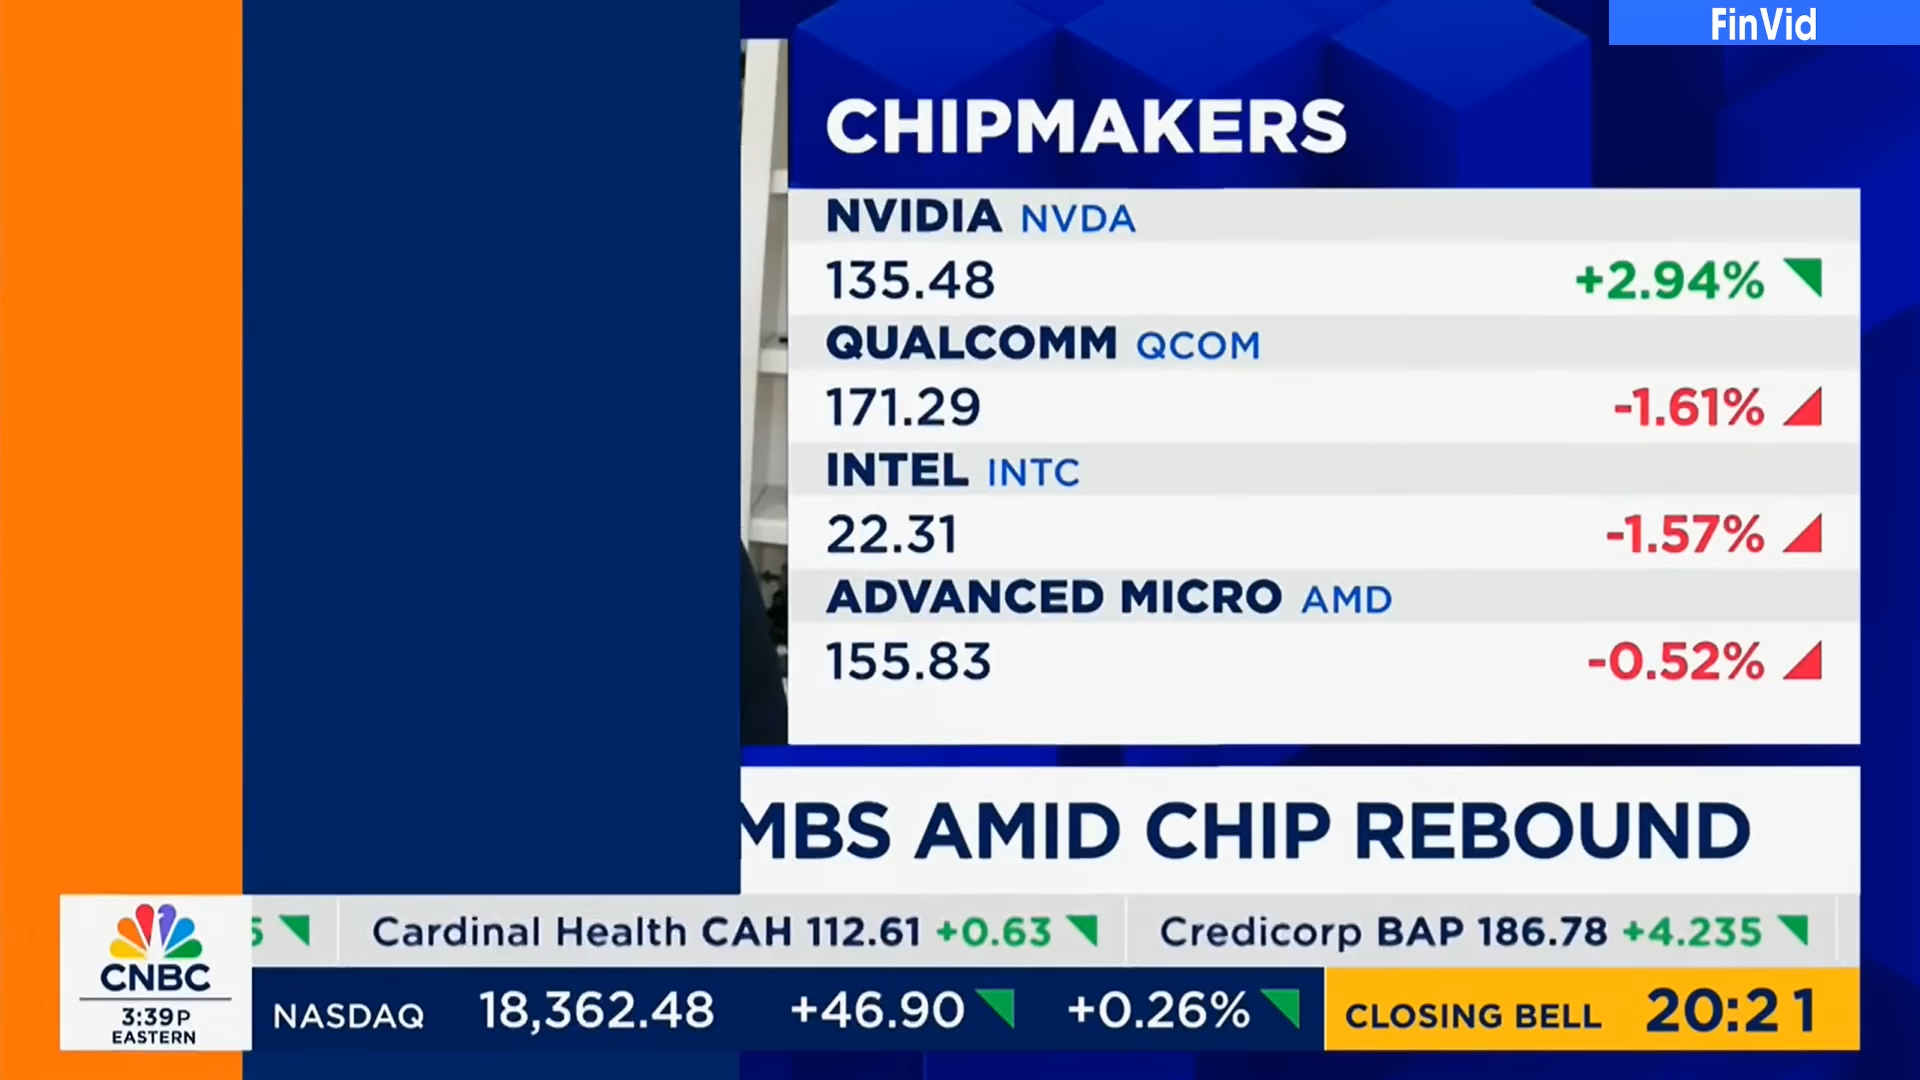 FinVid
CHIPMAKERS
NVIDIA NVDA
135.48 +2.94%
QUALCOMM QCOM
171.29 -1.61%
INTEL INTC
22.31 -1.57%
ADVANCED MICRO AMD
155.83 -0.52%
MBS AMID CHIP REBOUND
5 Cardinal Health CAH 112.61 +0.63 Credicorp BAP 186.78 +4.235
CNBC
3:39P
EASTERN
NASDAQ 18,362.48 +46.90 +0.26% CLOSING BELL 20:21